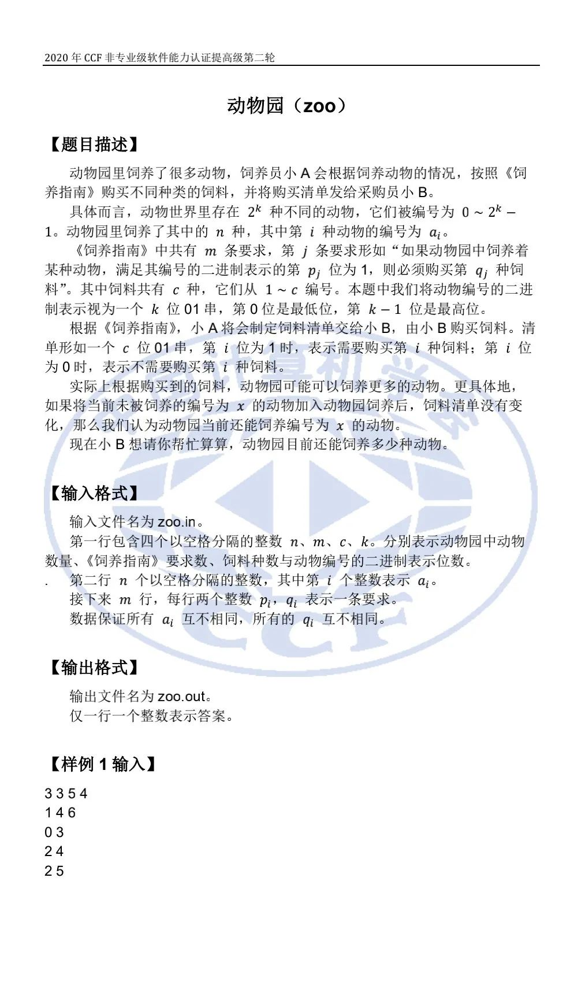 2020 年 CCF 非专业级软件能力认证提高级第二轮
动物园（zoo）
【题目描述】
动物园里饲养了很多动物，饲养员小 A 会根据饲养动物的情况，按照《饲
养指南》购买不同种类的饲料，并将购买清单发给采购员小 B。
具体而言，动物世界里存在 2^k 种不同的动物，它们被编号为 0 ~ 2^k −
1。动物园里饲养了其中的 n 种，其中第 i 种动物的编号为 a_i。
《饲养指南》中共有 m 条要求，第 j 条要求形如“如果动物园中饲养着
某种动物，满足其编号的二进制表示的第 p_j 位为 1，则必须购买第 q_j 种饲
料”。其中饲料共有 c 种，它们从 1 ~ c 编号。本题中我们将动物编号的二进
制表示视为一个 k 位 01 串，第 0 位是最低位，第 k − 1 位是最高位。
根据《饲养指南》，小 A 将会制定饲料清单交给小 B，由小 B 购买饲料。清
单形如一个 c 位 01 串，第 i 位为 1 时，表示需要购买第 i 种饲料；第 i 位
为 0 时，表示不需要购买第 i 种饲料。
实际上根据购买到的饲料，动物园可能可以饲养更多的动物。更具体地，
如果将当前未被饲养的编号为 x 的动物加入动物园饲养后，饲料清单没有变
化，那么我们认为动物园当前还能饲养编号为 x 的动物。
现在小 B 想请你帮忙算算，动物园目前还能饲养多少种动物。
【输入格式】
输入文件名为 zoo.in。
第一行包含四个以空格分隔的整数 n、m、c、k。分别表示动物园中动物
数量、《饲养指南》要求数、饲料种数与动物编号的二进制表示位数。
. 第二行 n 个以空格分隔的整数，其中第 i 个整数表示 a_i。
接下来 m 行，每行两个整数 p_i，q_i 表示一条要求。
数据保证所有 a_i 互不相同，所有的 q_i 互不相同。
【输出格式】
输出文件名为 zoo.out。
仅一行一个整数表示答案。
【样例 1 输入】
3 3 5 4
1 4 6
0 3
2 4
2 5
中国计算机学会
CCF